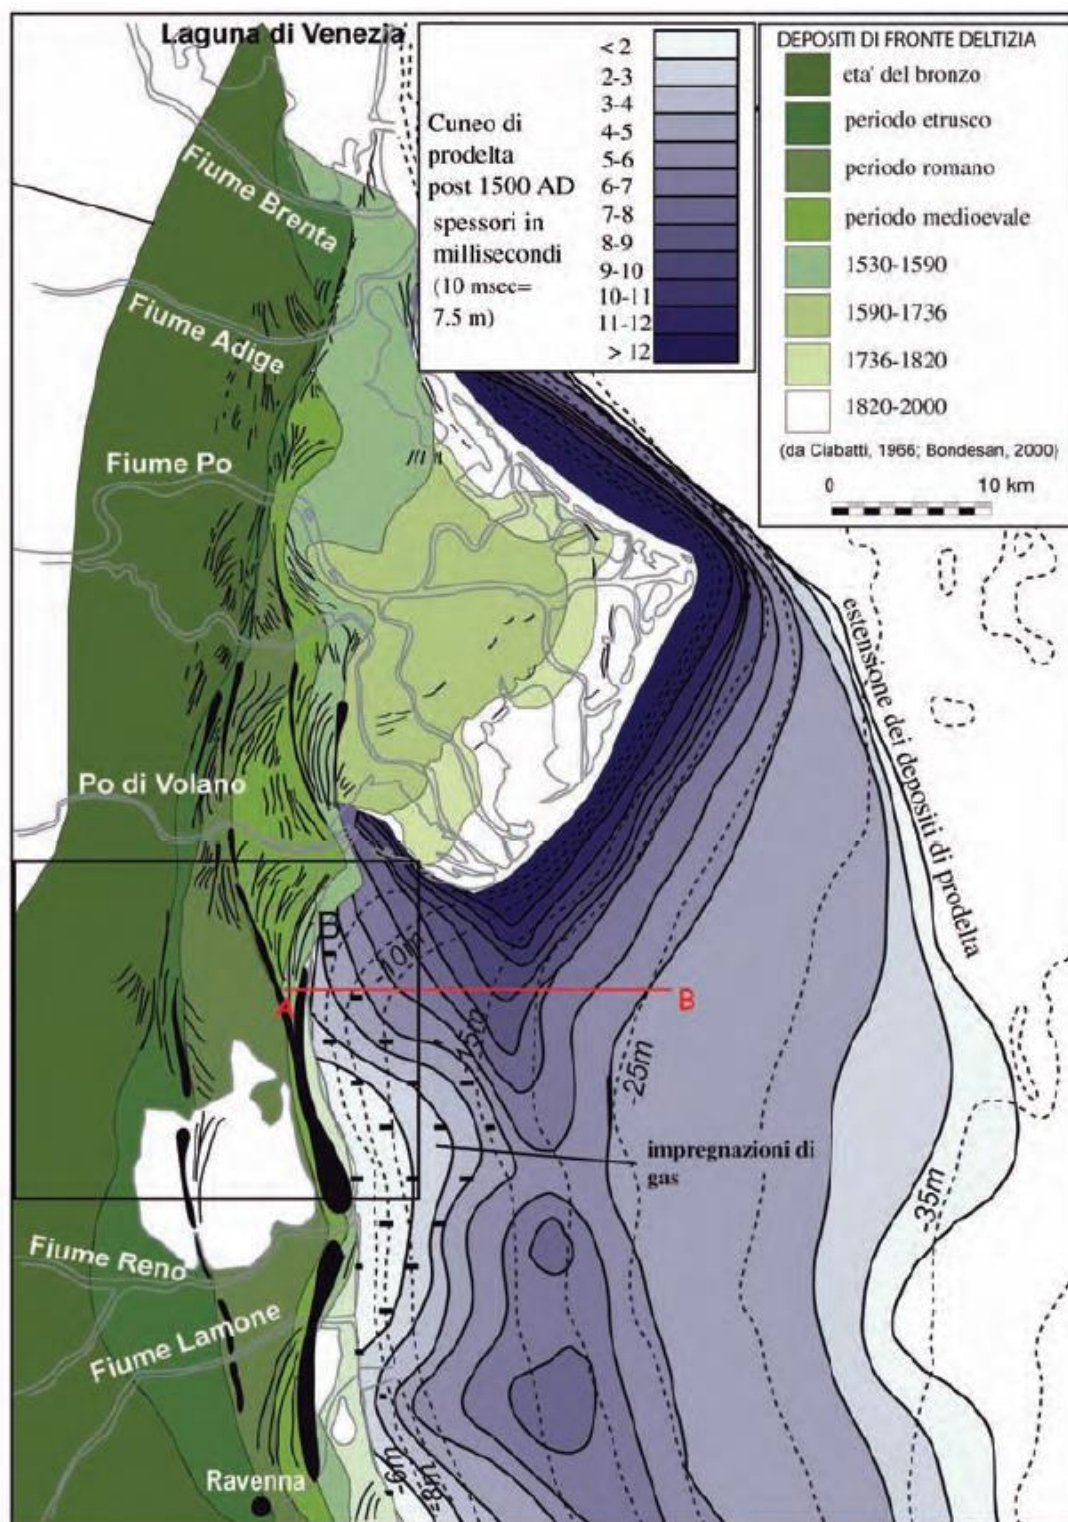 Laguna di Venezia
Cuneo di
prodelta
post 1500 AD
spessori in
millisecondi
(10 msec=
7.5 m)
< 2
2-3
3-4
4-5
5-6
6-7
7-8
8-9
9-10
10-11
11-12
> 12
DEPOSITI DI FRONTE DELTIZIA
eta' del bronzo
periodo etrusco
periodo romano
periodo medioevale
1530-1590
1590-1736
1736-1820
1820-2000
(da Ciabatti, 1966; Bondesan, 2000)
0 10 km
Fiume Brenta
Fiume Adige
Fiume Po
Po di Volano
estensione dei depositi di prodelta
D
-10m
A
B
-15m
-25m
impregnazioni di
gas
-35m
Fiume Reno
Fiume Lamone
Ravenna
-6m
-8m